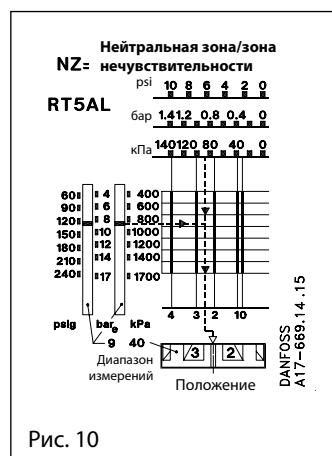 Нейтральная зона/зона
NZ= нечувствительности
psi 10 8 6 4 2 0
RT5AL
бар 1.4 1.2 0.8 0.4 0
кПа 140 120 80 40 0
60 4 400
90 6 600
120 8 800
150 10 1000
180 12 1200
210 14 1400
240 17 1700
4 3 2 1 0
psig bare kPa
9 40
3 2
Диапазон
измерений
Положение
DANFOSS
A17-669.14.15
Рис. 10